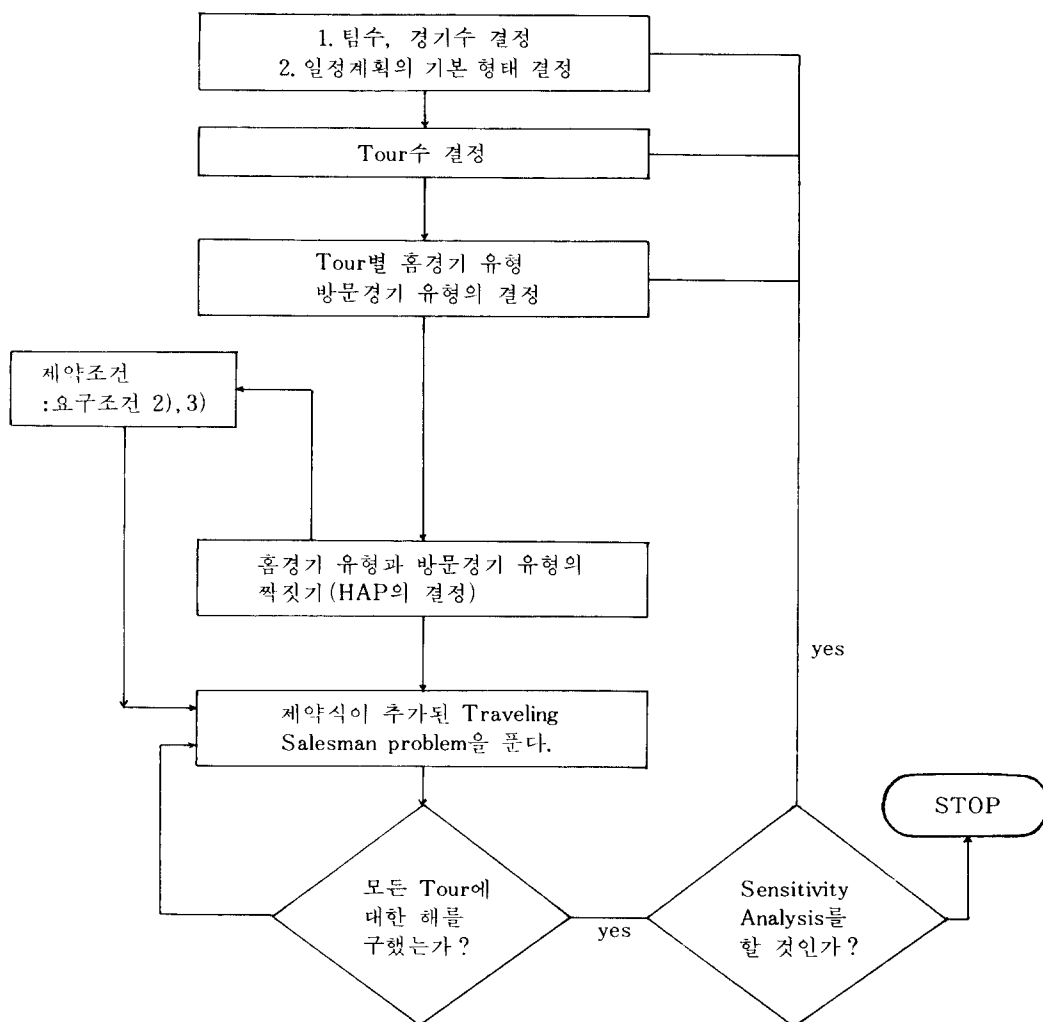 1. 팀수, 경기수 결정
2. 일정계획의 기본 형태 결정
Tour수 결정
Tour별 홈경기 유형
방문경기 유형의 결정
제약조건
:요구조건 2), 3)
홈경기 유형과 방문경기 유형의
짝짓기(HAP의 결정)
yes
제약식이 추가된 Traveling
Salesman problem을 푼다.
STOP
모든 Tour에
대한 해를
구했는가?
yes
Sensitivity
Analysis를
할 것인가?